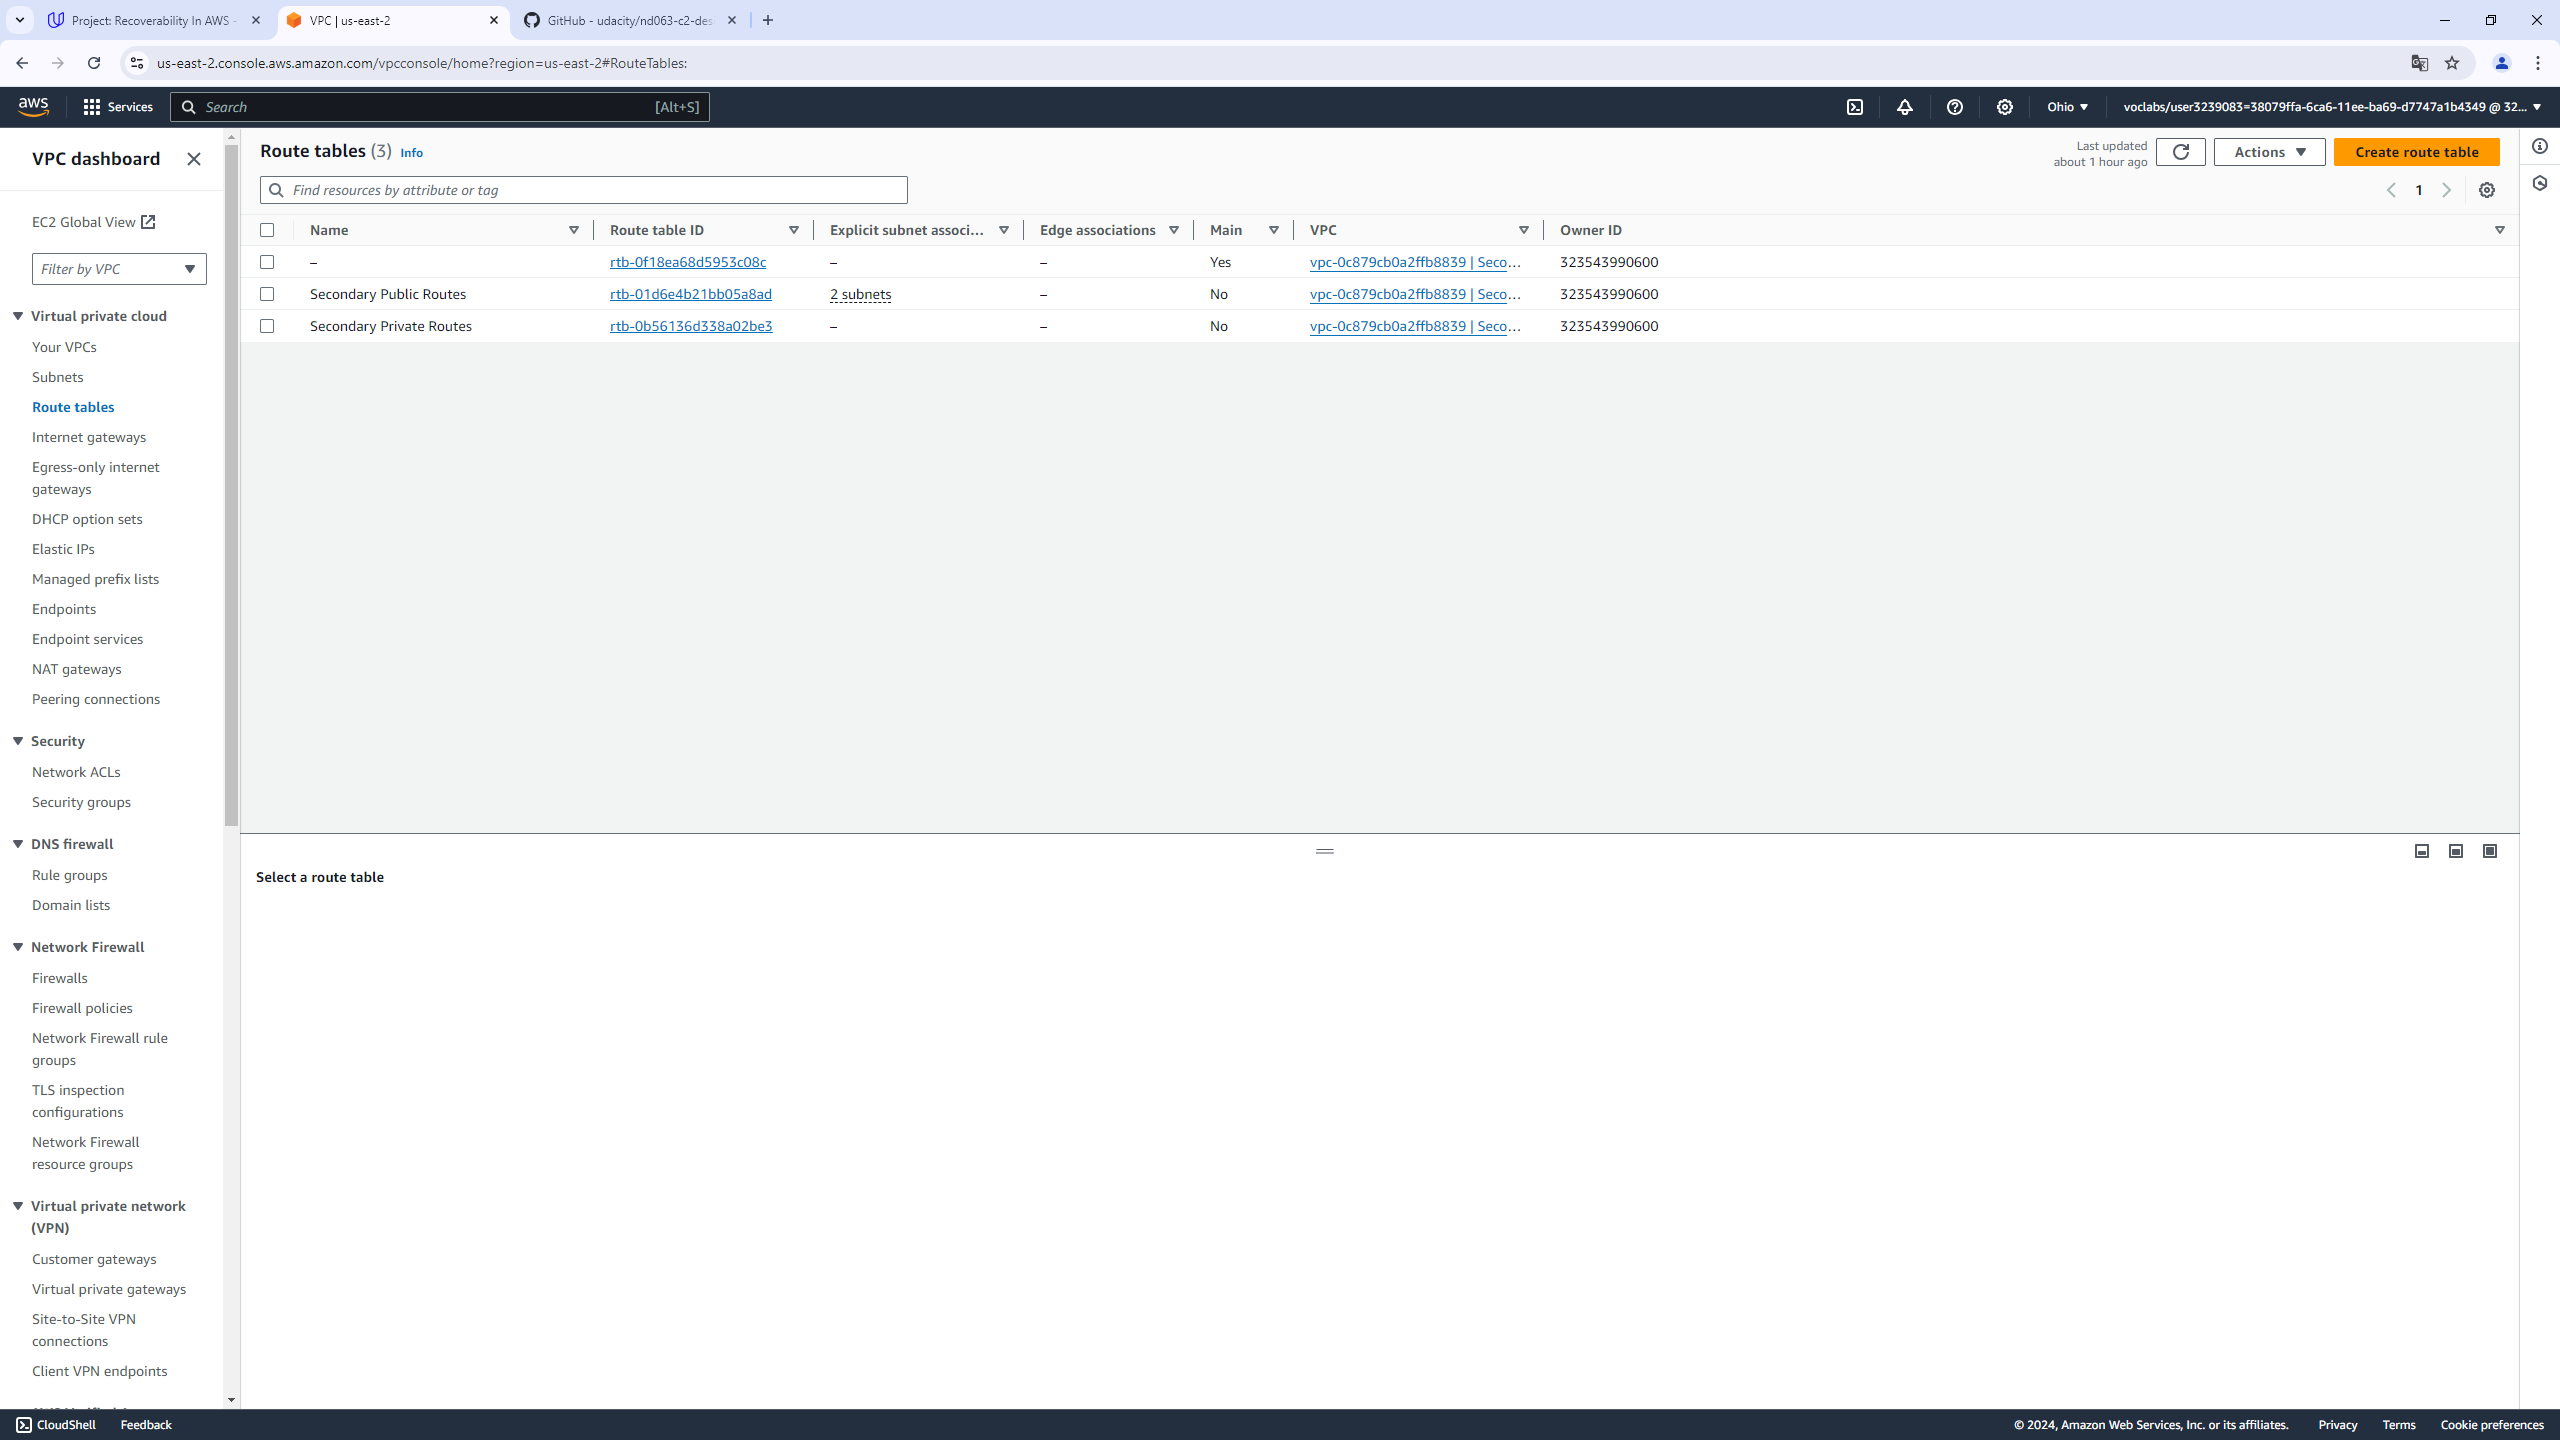 Project: Recoverability In AWS -
VPC | us-east-2
GitHub - udacity/nd063-c2-des
us-east-2.console.aws.amazon.com/vpcconsole/home?region=us-east-2#RouteTables:
aws
Services
Search
[Alt+S]
Ohio
voclabs/user3239083=38079ffa-6ca6-11ee-ba69-d7747a1b4349 @ 32...
VPC dashboard
EC2 Global View
Filter by VPC
Virtual private cloud
Your VPCs
Subnets
Route tables
Internet gateways
Egress-only internet
gateways
DHCP option sets
Elastic IPs
Managed prefix lists
Endpoints
Endpoint services
NAT gateways
Peering connections
Security
Network ACLs
Security groups
DNS firewall
Rule groups
Domain lists
Network Firewall
Firewalls
Firewall policies
Network Firewall rule
groups
TLS inspection
configurations
Network Firewall
resource groups
Virtual private network
(VPN)
Customer gateways
Virtual private gateways
Site-to-Site VPN
connections
Client VPN endpoints
Route tables (3) Info
Last updated
about 1 hour ago
Actions
Create route table
Find resources by attribute or tag
1
Name Route table ID Explicit subnet associ... Edge associations Main VPC Owner ID
– rtb-0f18ea68d5953c08c – – Yes vpc-0c879cb0a2ffb8839 | Seco... 323543990600
Secondary Public Routes rtb-01d6e4b21bb05a8ad 2 subnets – No vpc-0c879cb0a2ffb8839 | Seco... 323543990600
Secondary Private Routes rtb-0b56136d338a02be3 – – No vpc-0c879cb0a2ffb8839 | Seco... 323543990600
Select a route table
CloudShell
Feedback
© 2024, Amazon Web Services, Inc. or its affiliates.
Privacy
Terms
Cookie preferences